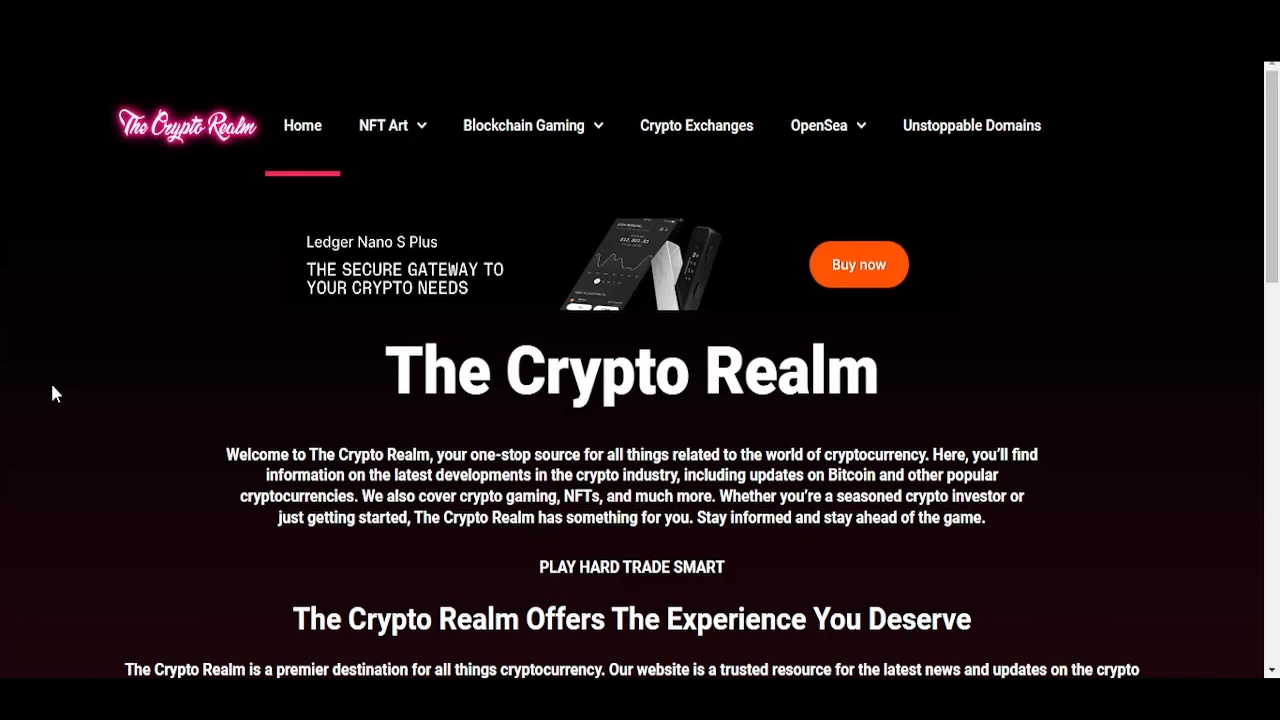 The Crypto Realm
Home
NFT Art
Blockchain Gaming
Crypto Exchanges
OpenSea
Unstoppable Domains
Ledger Nano S Plus
THE SECURE GATEWAY TO
YOUR CRYPTO NEEDS
Buy now
The Crypto Realm
Welcome to The Crypto Realm, your one-stop source for all things related to the world of cryptocurrency. Here, you’ll find
information on the latest developments in the crypto industry, including updates on Bitcoin and other popular
cryptocurrencies. We also cover crypto gaming, NFTs, and much more. Whether you’re a seasoned crypto investor or
just getting started, The Crypto Realm has something for you. Stay informed and stay ahead of the game.
PLAY HARD TRADE SMART
The Crypto Realm Offers The Experience You Deserve
The Crypto Realm is a premier destination for all things cryptocurrency. Our website is a trusted resource for the latest news and updates on the crypto